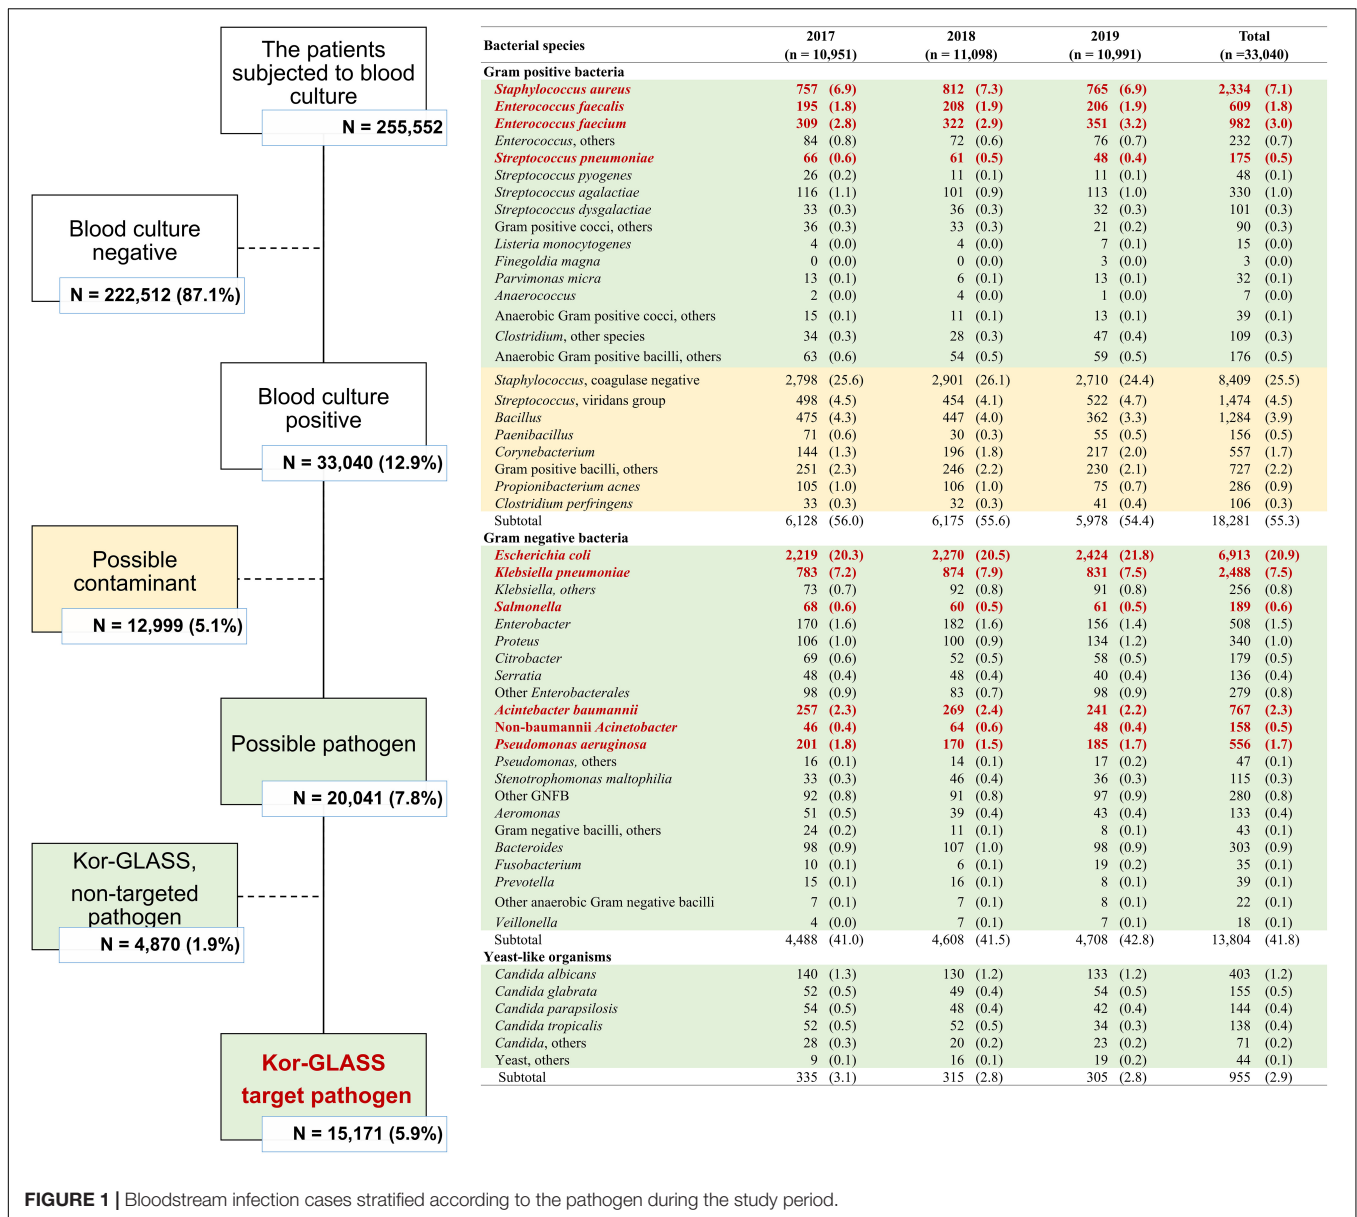 The patients
subjected to blood
culture
N = 255,552
Blood culture
negative
N = 222,512 (87.1%)
Blood culture
positive
N = 33,040 (12.9%)
Possible
contaminant
N = 12,999 (5.1%)
Possible pathogen
N = 20,041 (7.8%)
Kor-GLASS,
non-targeted
pathogen
N = 4,870 (1.9%)
Kor-GLASS
target pathogen
N = 15,171 (5.9%)
Bacterial species 2017 (n = 10,951) 2018 (n = 11,098) 2019 (n = 10,991) Total (n =33,040)
Gram positive bacteria
Staphylococcus aureus 757 (6.9) 812 (7.3) 765 (6.9) 2,334 (7.1)
Enterococcus faecalis 195 (1.8) 208 (1.9) 206 (1.9) 609 (1.8)
Enterococcus faecium 309 (2.8) 322 (2.9) 351 (3.2) 982 (3.0)
Enterococcus, others 84 (0.8) 72 (0.6) 76 (0.7) 232 (0.7)
Streptococcus pneumoniae 66 (0.6) 61 (0.5) 48 (0.4) 175 (0.5)
Streptococcus pyogenes 26 (0.2) 11 (0.1) 11 (0.1) 48 (0.1)
Streptococcus agalactiae 116 (1.1) 101 (0.9) 113 (1.0) 330 (1.0)
Streptococcus dysgalactiae 33 (0.3) 36 (0.3) 32 (0.3) 101 (0.3)
Gram positive cocci, others 36 (0.3) 33 (0.3) 21 (0.2) 90 (0.3)
Listeria monocytogenes 4 (0.0) 4 (0.0) 7 (0.1) 15 (0.0)
Finegoldia magna 0 (0.0) 0 (0.0) 3 (0.0) 3 (0.0)
Parvimonas micra 13 (0.1) 6 (0.1) 13 (0.1) 32 (0.1)
Anaerococcus 2 (0.0) 4 (0.0) 1 (0.0) 7 (0.0)
Anaerobic Gram positive cocci, others 15 (0.1) 11 (0.1) 13 (0.1) 39 (0.1)
Clostridium, other species 34 (0.3) 28 (0.3) 47 (0.4) 109 (0.3)
Anaerobic Gram positive bacilli, others 63 (0.6) 54 (0.5) 59 (0.5) 176 (0.5)
Staphylococcus, coagulase negative 2,798 (25.6) 2,901 (26.1) 2,710 (24.4) 8,409 (25.5)
Streptococcus, viridans group 498 (4.5) 454 (4.1) 522 (4.7) 1,474 (4.5)
Bacillus 475 (4.3) 447 (4.0) 362 (3.3) 1,284 (3.9)
Paenibacillus 71 (0.6) 30 (0.3) 55 (0.5) 156 (0.5)
Corynebacterium 144 (1.3) 196 (1.8) 217 (2.0) 557 (1.7)
Gram positive bacilli, others 251 (2.3) 246 (2.2) 230 (2.1) 727 (2.2)
Propionibacterium acnes 105 (1.0) 106 (1.0) 75 (0.7) 286 (0.9)
Clostridium perfringens 33 (0.3) 32 (0.3) 41 (0.4) 106 (0.3)
Subtotal 6,128 (56.0) 6,175 (55.6) 5,978 (54.4) 18,281 (55.3)
Gram negative bacteria
Escherichia coli 2,219 (20.3) 2,270 (20.5) 2,424 (21.8) 6,913 (20.9)
Klebsiella pneumoniae 783 (7.2) 874 (7.9) 831 (7.5) 2,488 (7.5)
Klebsiella, others 73 (0.7) 92 (0.8) 91 (0.8) 256 (0.8)
Salmonella 68 (0.6) 60 (0.5) 61 (0.5) 189 (0.6)
Enterobacter 170 (1.6) 182 (1.6) 156 (1.4) 508 (1.5)
Proteus 106 (1.0) 100 (0.9) 134 (1.2) 340 (1.0)
Citrobacter 69 (0.6) 52 (0.5) 58 (0.5) 179 (0.5)
Serratia 48 (0.4) 48 (0.4) 40 (0.4) 136 (0.4)
Other Enterobacterales 98 (0.9) 83 (0.7) 98 (0.9) 279 (0.8)
Acintebacter baumannii 257 (2.3) 269 (2.4) 241 (2.2) 767 (2.3)
Non-baumannii Acinetobacter 46 (0.4) 64 (0.6) 48 (0.4) 158 (0.5)
Pseudomonas aeruginosa 201 (1.8) 170 (1.5) 185 (1.7) 556 (1.7)
Pseudomonas, others 16 (0.1) 14 (0.1) 17 (0.2) 47 (0.1)
Stenotrophomonas maltophilia 33 (0.3) 46 (0.4) 36 (0.3) 115 (0.3)
Other GNFB 92 (0.8) 91 (0.8) 97 (0.9) 280 (0.8)
Aeromonas 51 (0.5) 39 (0.4) 43 (0.4) 133 (0.4)
Gram negative bacilli, others 24 (0.2) 11 (0.1) 8 (0.1) 43 (0.1)
Bacteroides 98 (0.9) 107 (1.0) 98 (0.9) 303 (0.9)
Fusobacterium 10 (0.1) 6 (0.1) 19 (0.2) 35 (0.1)
Prevotella 15 (0.1) 16 (0.1) 8 (0.1) 39 (0.1)
Other anaerobic Gram negative bacilli 7 (0.1) 7 (0.1) 8 (0.1) 22 (0.1)
Veillonella 4 (0.0) 7 (0.1) 7 (0.1) 18 (0.1)
Subtotal 4,488 (41.0) 4,608 (41.5) 4,708 (42.8) 13,804 (41.8)
Yeast-like organisms
Candida albicans 140 (1.3) 130 (1.2) 133 (1.2) 403 (1.2)
Candida glabrata 52 (0.5) 49 (0.4) 54 (0.5) 155 (0.5)
Candida parapsilosis 54 (0.5) 48 (0.4) 42 (0.4) 144 (0.4)
Candida tropicalis 52 (0.5) 52 (0.5) 34 (0.3) 138 (0.4)
Candida, others 28 (0.3) 20 (0.2) 23 (0.2) 71 (0.2)
Yeast, others 9 (0.1) 16 (0.1) 19 (0.2) 44 (0.1)
Subtotal 335 (3.1) 315 (2.8) 305 (2.8) 955 (2.9)
FIGURE 1 | Bloodstream infection cases stratified according to the pathogen during the study period.